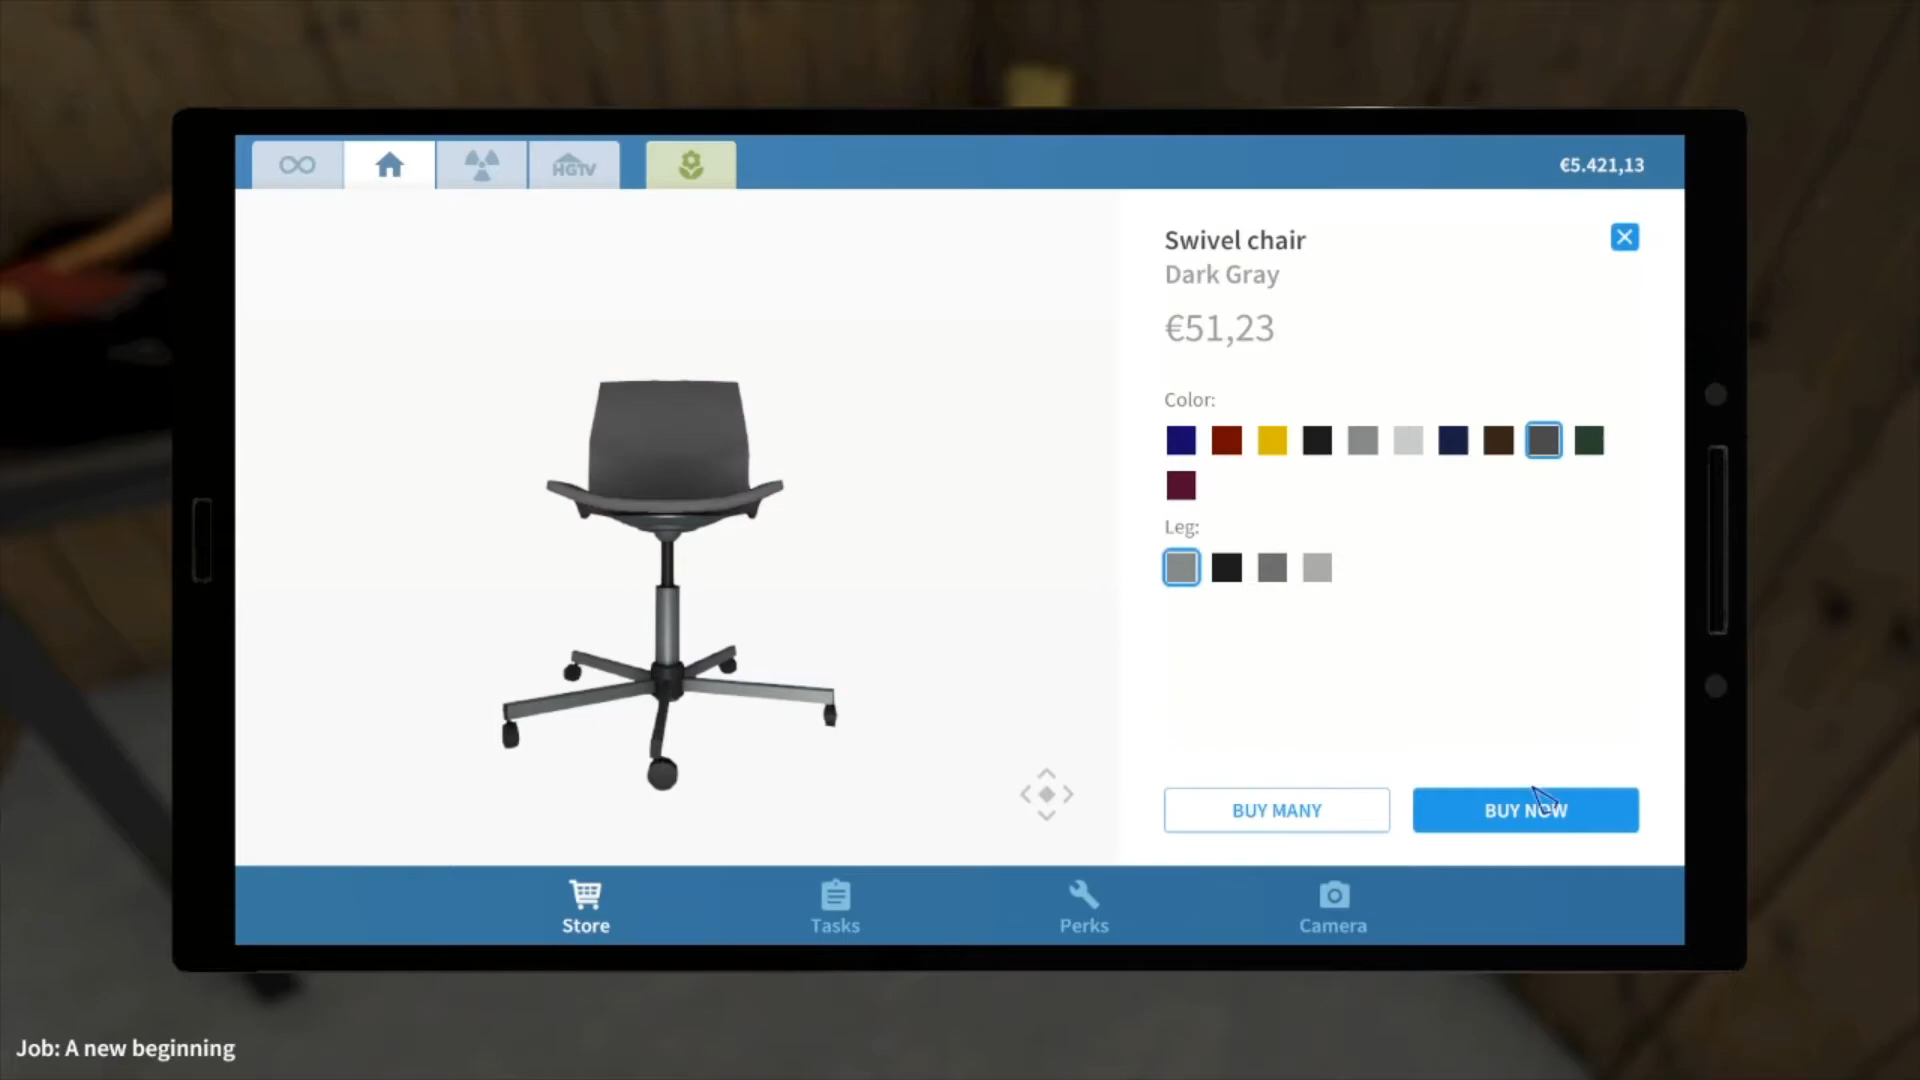 HGTV
€5.421,13
Swivel chair
Dark Gray
€51,23
Color:
Leg:
BUY MANY
BUY NOW
Store
Tasks
Perks
Camera
Job: A new beginning